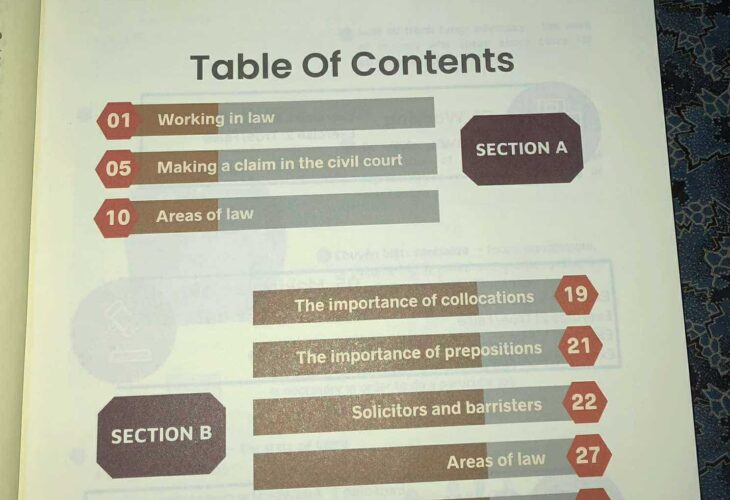 Table Of Contents
01 Working in law
05 Making a claim in the civil court
10 Areas of law
SECTION A
The importance of collocations 19
The importance of prepositions 21
Solicitors and barristers 22
Areas of law 27
SECTION B